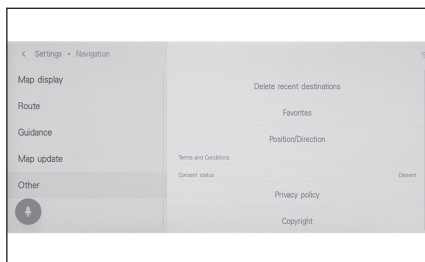 Settings • Navigation
Map display
Route
Guidance
Map update
Other
Delete recent destinations
Favorites
Position/Direction
Terms and Conditions
Consent status Dissent
Privacy policy
Copyright